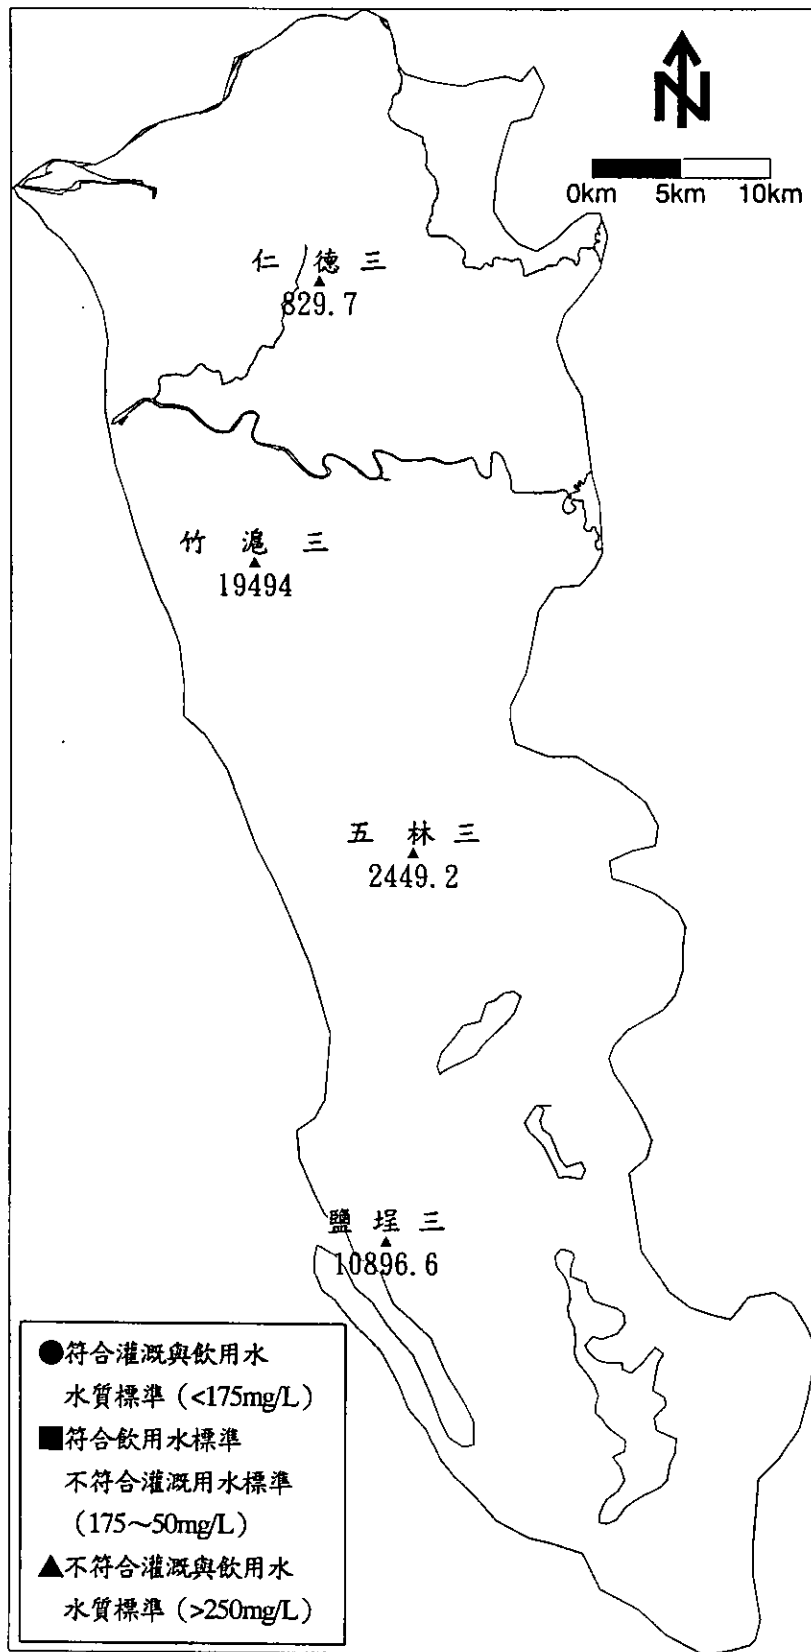 N
0km 5km 10km
仁德三
829.7
竹滬三
19494
五林三
2449.2
鹽埕三
10896.6
●符合灌溉與飲用水
水質標準（<175mg/L）
■符合飲用水標準
不符合灌溉用水標準
（175～50mg/L）
▲不符合灌溉與飲用水
水質標準（>250mg/L）